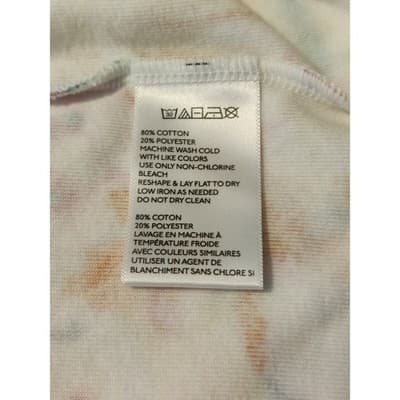 80% COTTON
20% POLYESTER
MACHINE WASH COLD
WITH LIKE COLORS
USE ONLY NON-CHLORINE
BLEACH
RESHAPE & LAY FLAT TO DRY
LOW IRON AS NEEDED
DO NOT DRY CLEAN
80% COTON
20% POLYESTER
LAVAGE EN MACHINE À
TEMPÉRATURE FROIDE
AVEC COULEURS SIMILAIRES
UTILISER UN AGENT DE
BLANCHIMENT SANS CHLORE SI